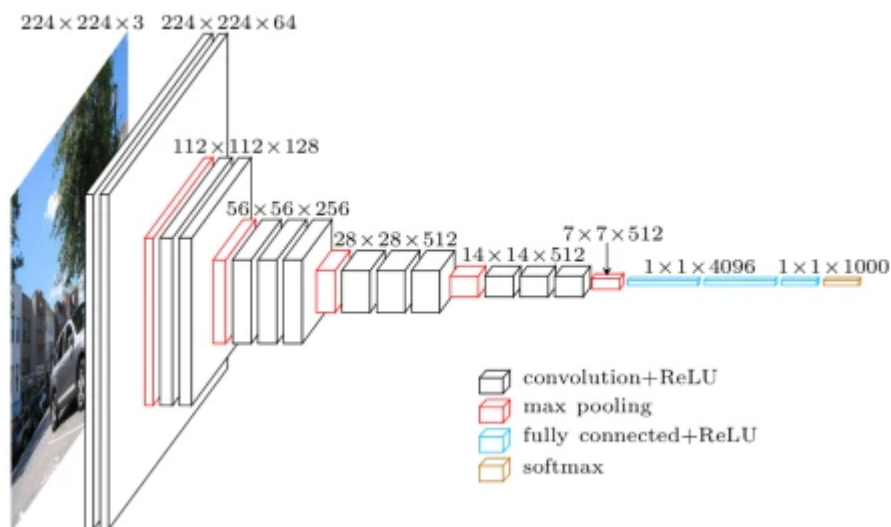 224×224×3
224×224×64
112×112×128
56×56×256
28×28×512
14×14×512
7×7×512
1×1×4096
1×1×1000
convolution+ReLU
max pooling
fully connected+ReLU
softmax